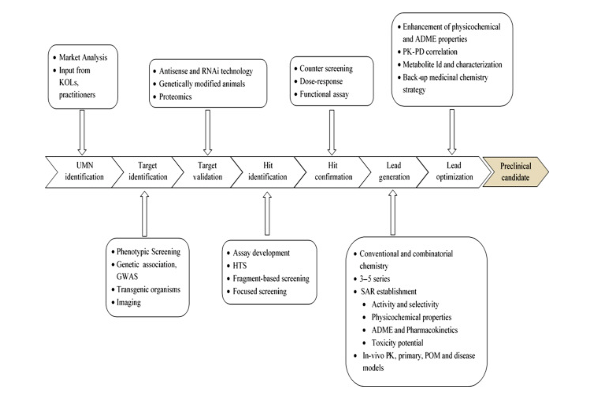 • Market Analysis
• Input from
KOLs,
practitioners
• Antisense and RNAi technology
• Genetically modified animals
• Proteomics
• Counter screening
• Dose-response
• Functional assay
• Enhancement of physicochemical
and ADME properties
• PK-PD correlation
• Metabolite Id and characterization
• Back-up medicinal chemistry
strategy
UMN
identification
Target
identification
Target
validation
Hit
identification
Hit
confirmation
Lead
generation
Lead
optimization
Preclinical
candidate
• Phenotypic Screening
• Genetic association,
GWAS
• Transgenic organisms
• Imaging
• Assay development
• HTS
• Fragment-based screening
• Focused screening
• Conventional and combinatorial
chemistry
• 3–5 series
• SAR establishment
• Activity and selectivity
• Physicochemical properties
• ADME and Pharmacokinetics
• Toxicity potential
• In-vivo PK, primary, POM and disease
models